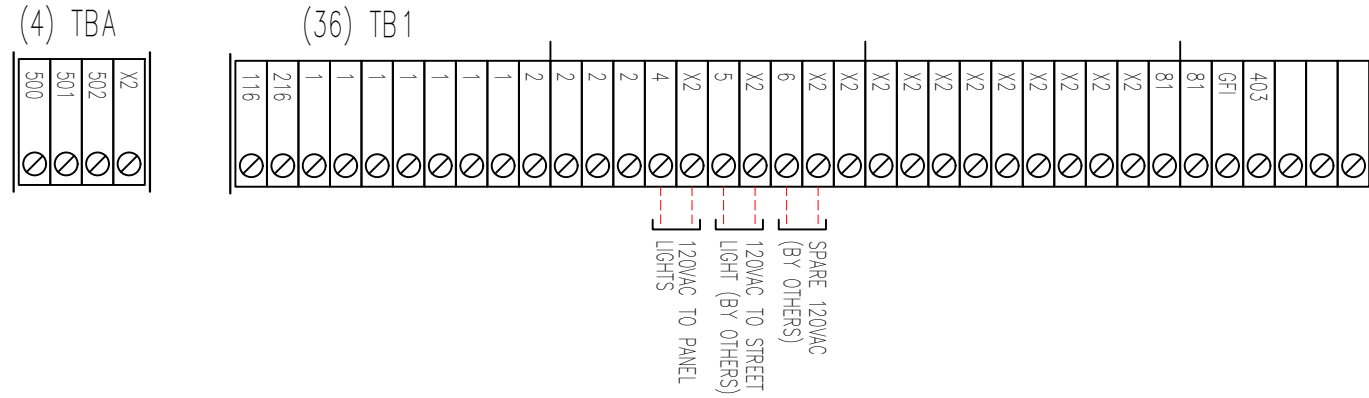 (4) TBA
500
501
502
X2
(36) TB1
116
216
1
1
1
1
1
1
1
2
2
2
2
4
X2
5
X2
6
X2
X2
X2
X2
X2
X2
X2
X2
X2
X2
X2
81
81
GFI
403
120VAC TO PANEL
LIGHTS
120VAC TO STREET
LIGHT (BY OTHERS)
SPARE 120VAC
(BY OTHERS)